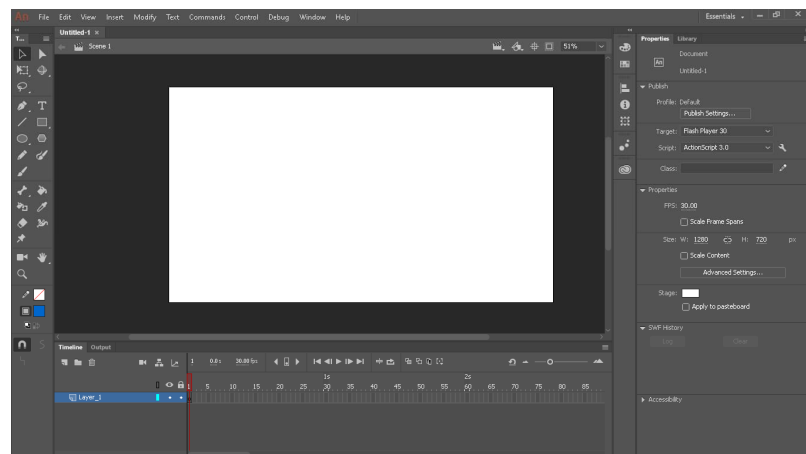 An File Edit View Insert Modify Text Commands Control Debug Window Help Essentials
Untitled-1 ×
T...
Scene 1 51%
Properties Library
Document
An
Untitled-1
Publish
Profile: Default
Publish Settings...
Target: Flash Player 30
Script: ActionScript 3.0
Class:
Properties
FPS: 30.00
Scale Frame Spans
Size: W: 1280 H: 720 px
Scale Content
Advanced Settings...
Stage:
Apply to pasteboard
SWF History
Log Clear
Accessibility
Timeline Output
1 0.0 s 30.00 fps
1s 2s
1 5 10 15 20 25 30 35 40 45 50 55 60 65 70 75 80 85
Layer_1